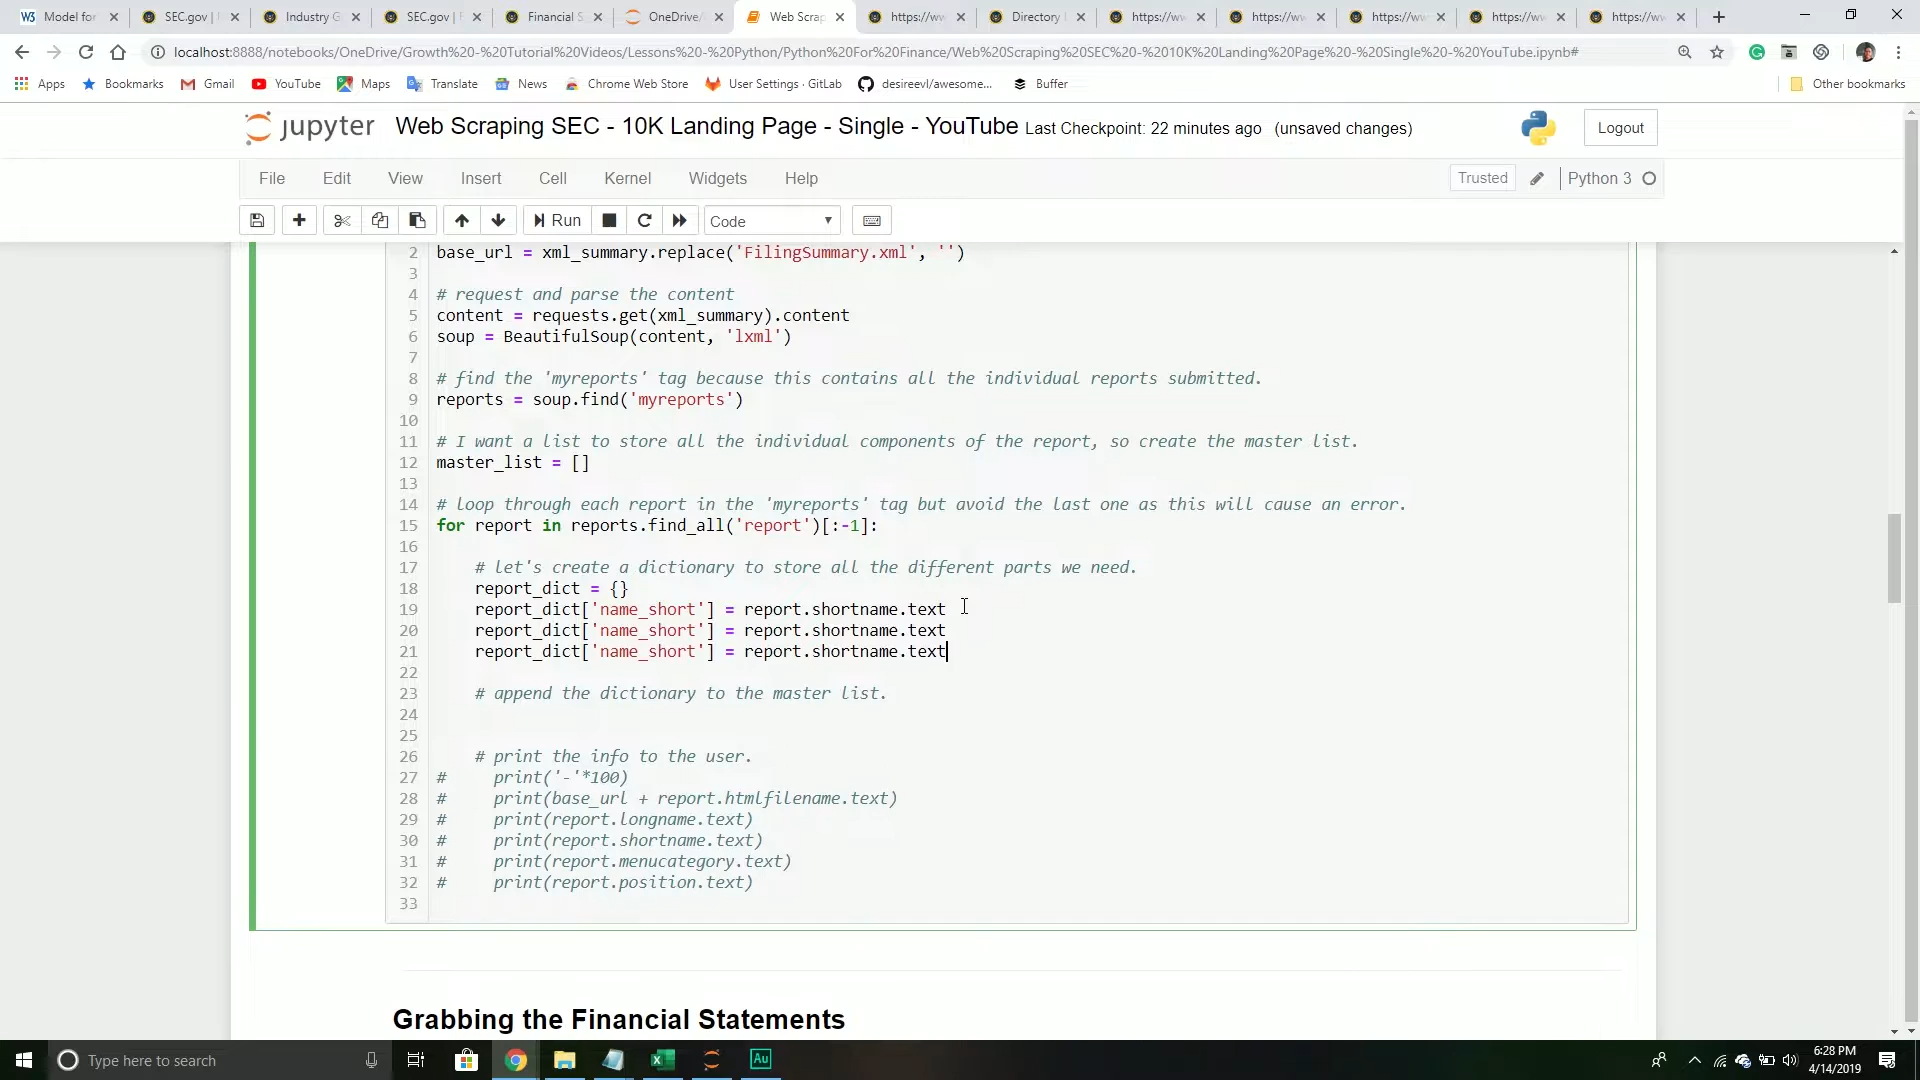 Model for
SEC.gov |
Industry G
SEC.gov | F
Financial S
OneDrive/
Web Scrap
https://ww
Directory
https://ww
https://ww
https://ww
https://ww
https://ww
localhost:8888/notebooks/OneDrive/Growth%20-%20Tutorial%20Videos/Lessons%20-%20Python/Python%20For%20Finance/Web%20Scraping%20SEC%20-%2010K%20Landing%20Page%20-%20Single%20-%20YouTube.ipynb#
Apps
Bookmarks
Gmail
YouTube
Maps
Translate
News
Chrome Web Store
User Settings · GitLab
desireevl/awesome...
Buffer
Other bookmarks
jupyter Web Scraping SEC - 10K Landing Page - Single - YouTube Last Checkpoint: 22 minutes ago (unsaved changes)
Logout
File Edit View Insert Cell Kernel Widgets Help
Trusted
Python 3
Run
Code
2 base_url = xml_summary.replace('FilingSummary.xml', '')
3
4 # request and parse the content
5 content = requests.get(xml_summary).content
6 soup = BeautifulSoup(content, 'lxml')
7
8 # find the 'myreports' tag because this contains all the individual reports submitted.
9 reports = soup.find('myreports')
10
11 # I want a list to store all the individual components of the report, so create the master list.
12 master_list = []
13
14 # loop through each report in the 'myreports' tag but avoid the last one as this will cause an error.
15 for report in reports.find_all('report')[:-1]:
16
17     # let's create a dictionary to store all the different parts we need.
18     report_dict = {}
19     report_dict['name_short'] = report.shortname.text
20     report_dict['name_short'] = report.shortname.text
21     report_dict['name_short'] = report.shortname.text
22
23     # append the dictionary to the master list.
24
25
26     # print the info to the user.
27 #     print('-'*100)
28 #     print(base_url + report.htmlfilename.text)
29 #     print(report.longname.text)
30 #     print(report.shortname.text)
31 #     print(report.menucategory.text)
32 #     print(report.position.text)
33
Grabbing the Financial Statements
Type here to search
Au
6:28 PM
4/14/2019